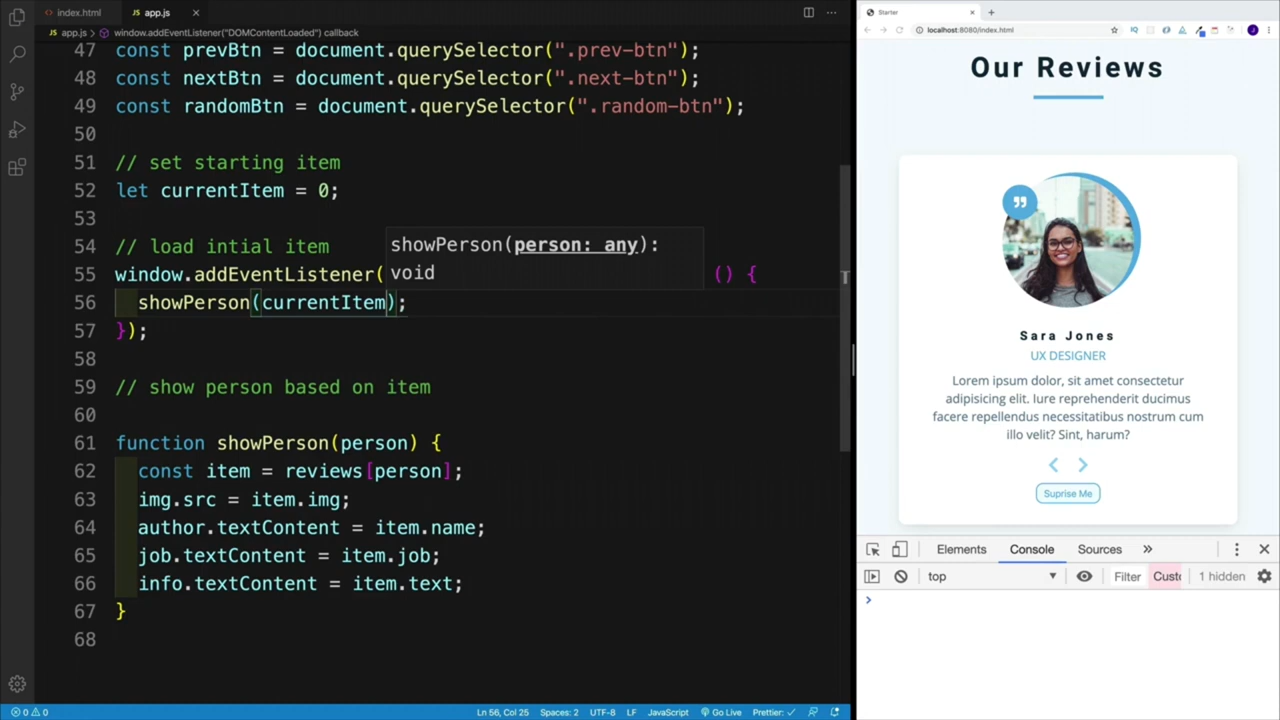 index.html
app.js
app.js > window.addEventListener("DOMContentLoaded") callback
47 const prevBtn = document.querySelector(".prev-btn");
48 const nextBtn = document.querySelector(".next-btn");
49 const randomBtn = document.querySelector(".random-btn");
50
51 // set starting item
52 let currentItem = 0;
53
54 // load intial item
showPerson(person: any):
void
55 window.addEventListener( () {
56 showPerson(currentItem);
57 });
58
59 // show person based on item
60
61 function showPerson(person) {
62 const item = reviews[person];
63 img.src = item.img;
64 author.textContent = item.name;
65 job.textContent = item.job;
66 info.textContent = item.text;
67 }
68
0 0 Ln 56, Col 25 Spaces: 2 UTF-8 LF JavaScript Go Live Prettier: ✓
Starter
localhost:8080/index.html
Our Reviews
Sara Jones
UX DESIGNER
Lorem ipsum dolor, sit amet consectetur
adipisicing elit. Iure reprehenderit ducimus
facere repellendus necessitatibus nostrum cum
illo velit? Sint, harum?
Suprise Me
Elements Console Sources »
top Filter Custo 1 hidden
>